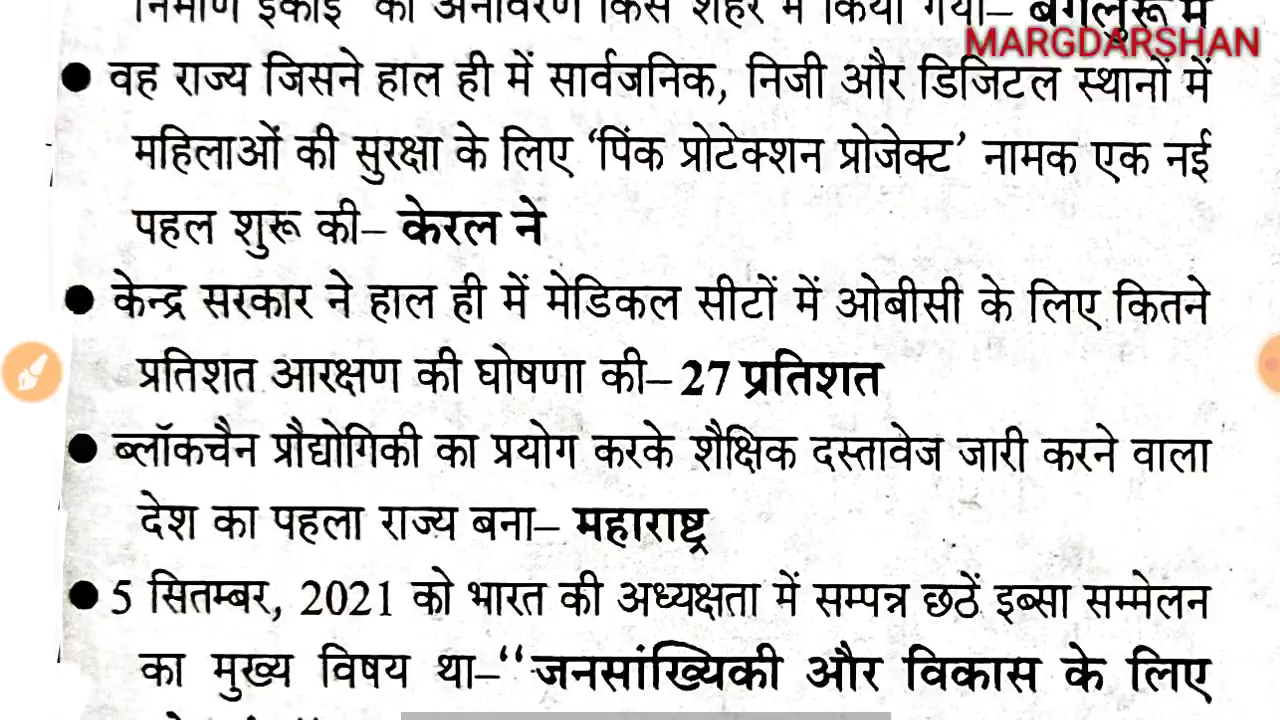 निर्माण इकाई का अनावरण किस शहर में किया गया– बेंगलुरू में
MARGDARSHAN
● वह राज्य जिसने हाल ही में सार्वजनिक, निजी और डिजिटल स्थानों में
महिलाओं की सुरक्षा के लिए ‘पिंक प्रोटेक्शन प्रोजेक्ट’ नामक एक नई
पहल शुरू की– केरल ने
● केन्द्र सरकार ने हाल ही में मेडिकल सीटों में ओबीसी के लिए कितने
प्रतिशत आरक्षण की घोषणा की– 27 प्रतिशत
● ब्लॉकचैन प्रौद्योगिकी का प्रयोग करके शैक्षिक दस्तावेज जारी करने वाला
देश का पहला राज्य बना– महाराष्ट्र
● 5 सितम्बर, 2021 को भारत की अध्यक्षता में सम्पन्न छठें इब्सा सम्मेलन
का मुख्य विषय था–‘‘जनसांख्यिकी और विकास के लिए